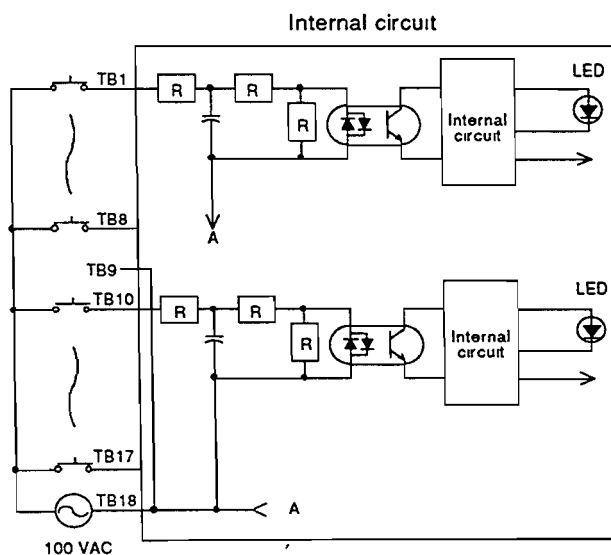 Internal circuit
TB1
R
R
R
Internal
circuit
LED
A
TB8
TB9
TB10
R
R
R
Internal
circuit
LED
TB17
TB18
A
100 VAC